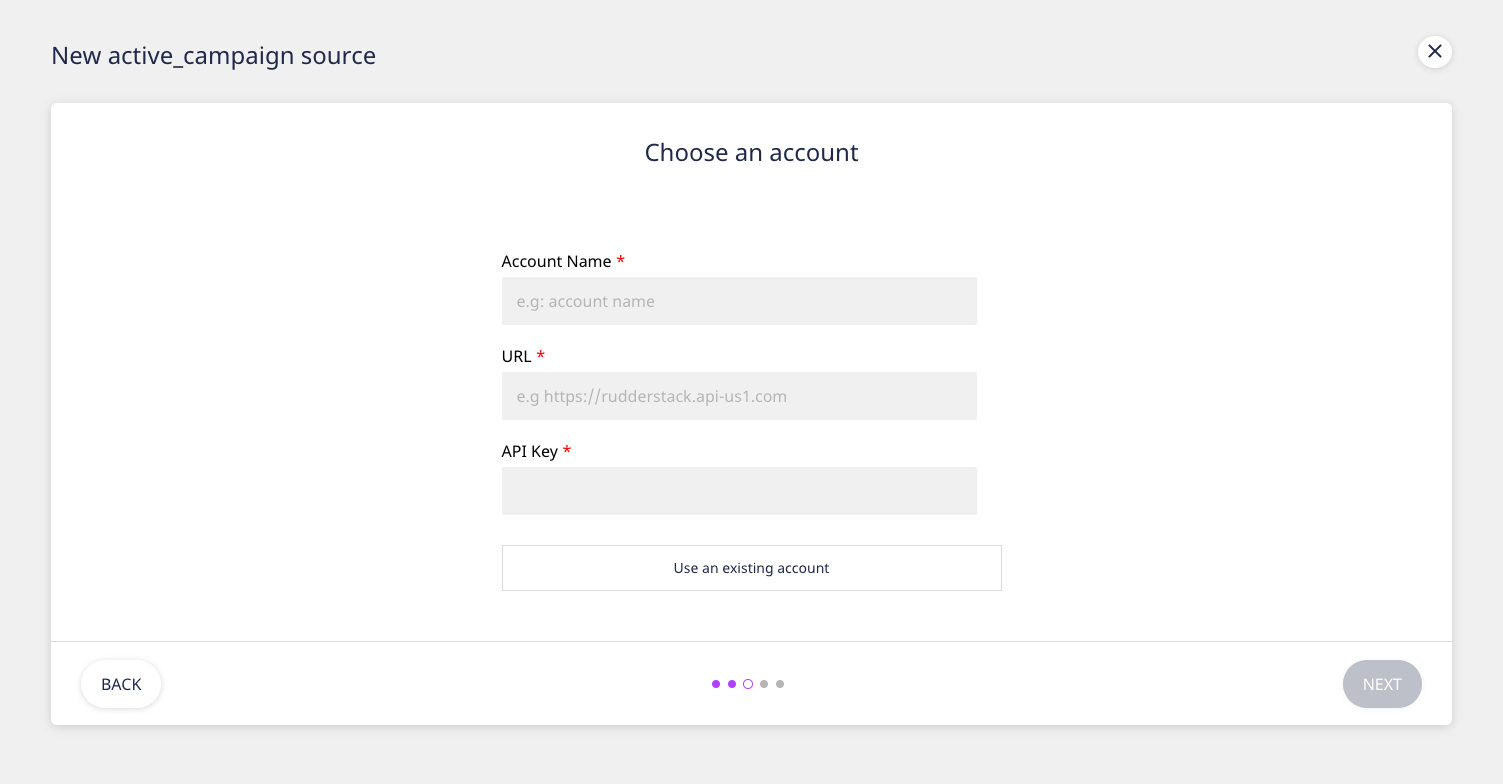 New active_campaign source
Choose an account
Account Name *
e.g: account name
URL *
e.g https://rudderstack.api-us1.com
API Key *
Use an existing account
BACK
NEXT